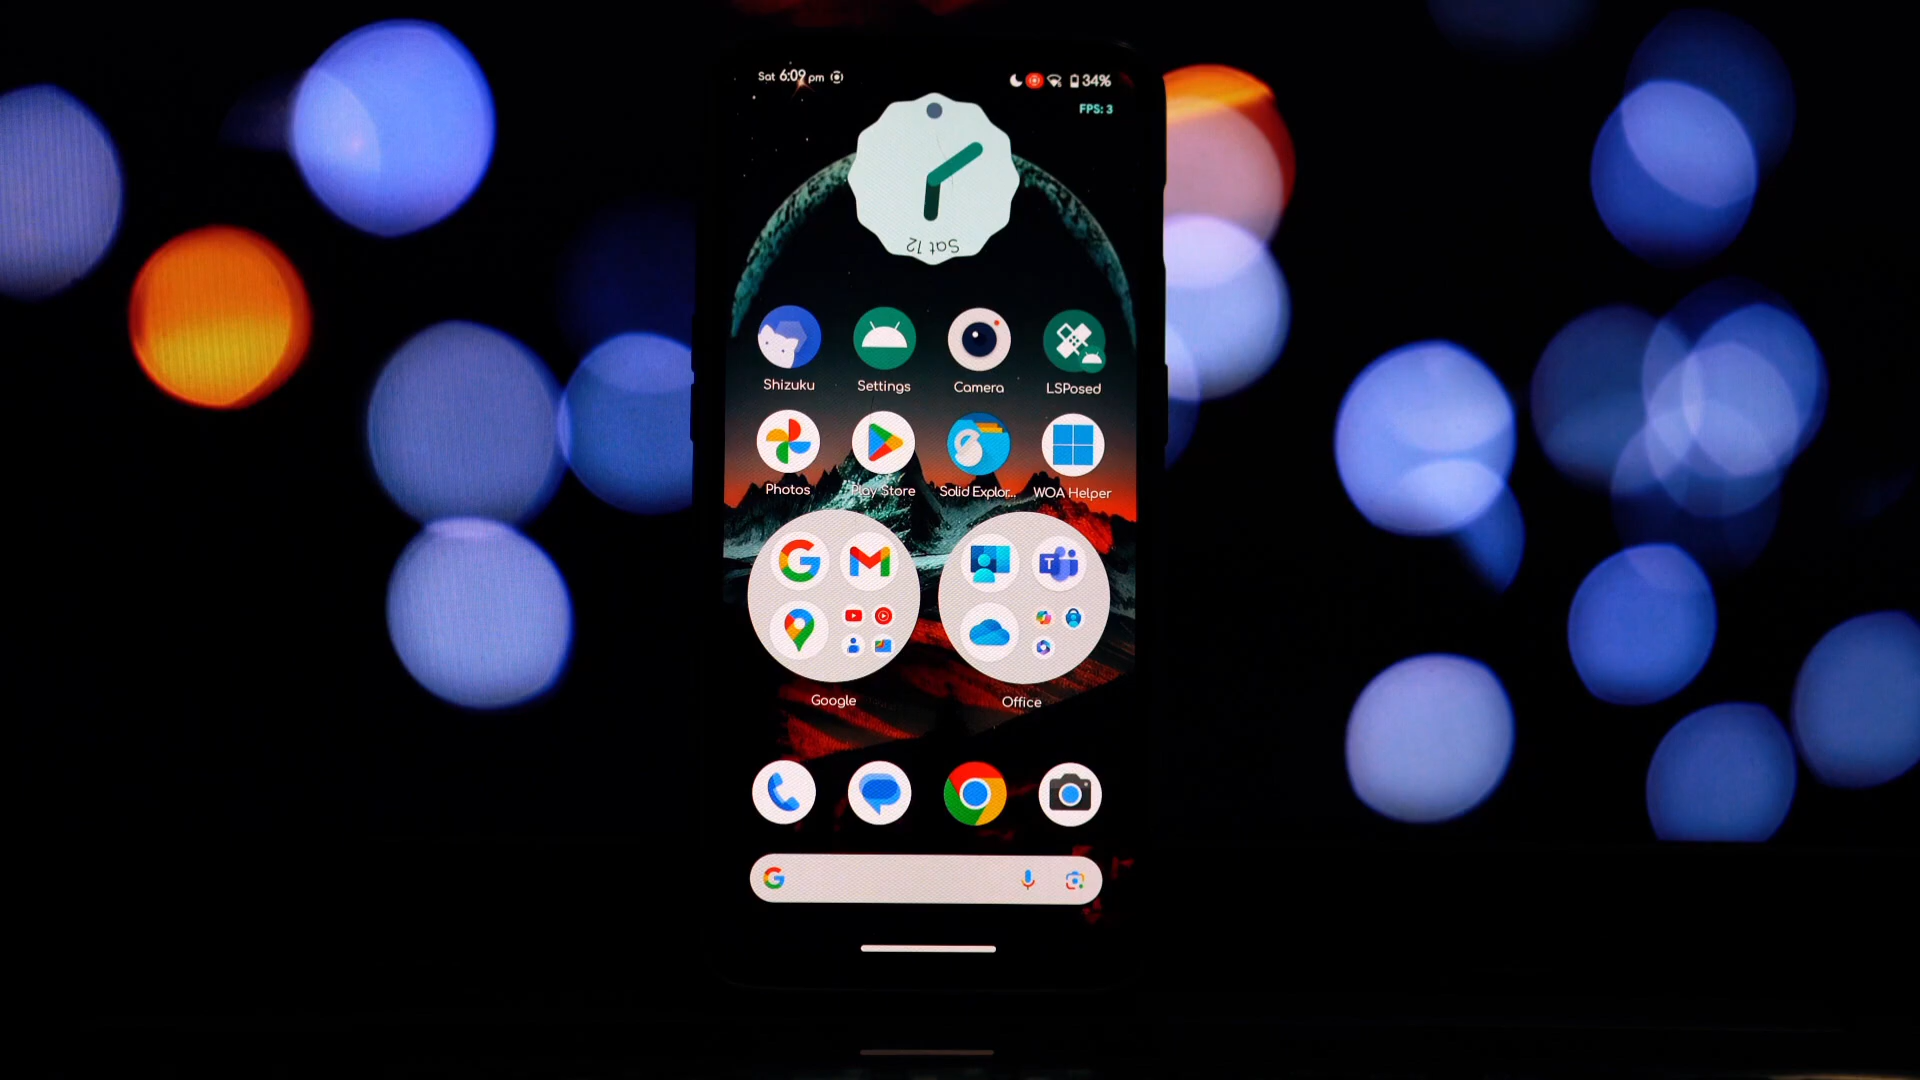 Sat 6:09 pm
34%
FPS: 3
Sat 12
Shizuku Settings Camera LSPosed
Photos Play Store Solid Explor... WOA Helper
Google Office